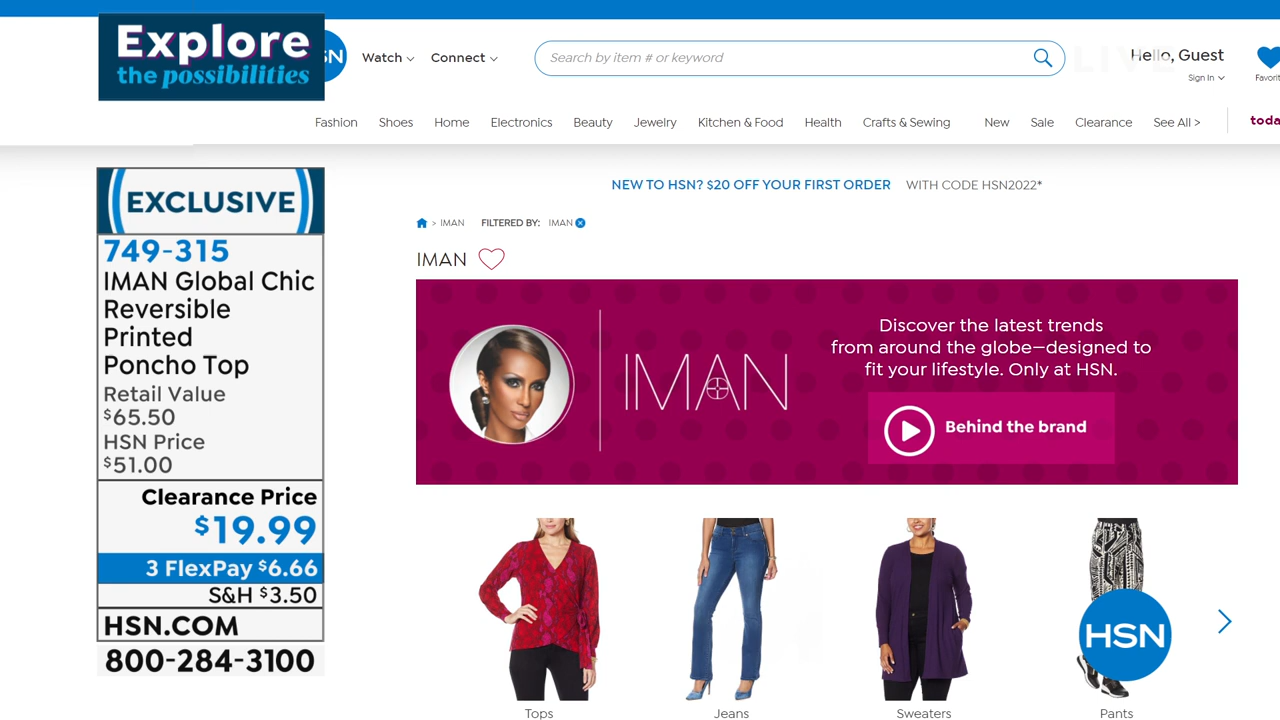 Explore
the possibilities
SN
Watch
Connect
Search by item # or keyword
LIVE
Hello, Guest
Sign In
Fashion
Shoes
Home
Electronics
Beauty
Jewelry
Kitchen & Food
Health
Crafts & Sewing
New
Sale
Clearance
See All >
EXCLUSIVE
749-315
IMAN Global Chic
Reversible
Printed
Poncho Top
Retail Value
$65.50
HSN Price
$51.00
Clearance Price
$19.99
3 FlexPay $6.66
S&H $3.50
HSN.COM
800-284-3100
NEW TO HSN? $20 OFF YOUR FIRST ORDER WITH CODE HSN2022*
> IMAN FILTERED BY: IMAN
IMAN
IMAN
Discover the latest trends
from around the globe—designed to
fit your lifestyle. Only at HSN.
Behind the brand
HSN
Tops
Jeans
Sweaters
Pants